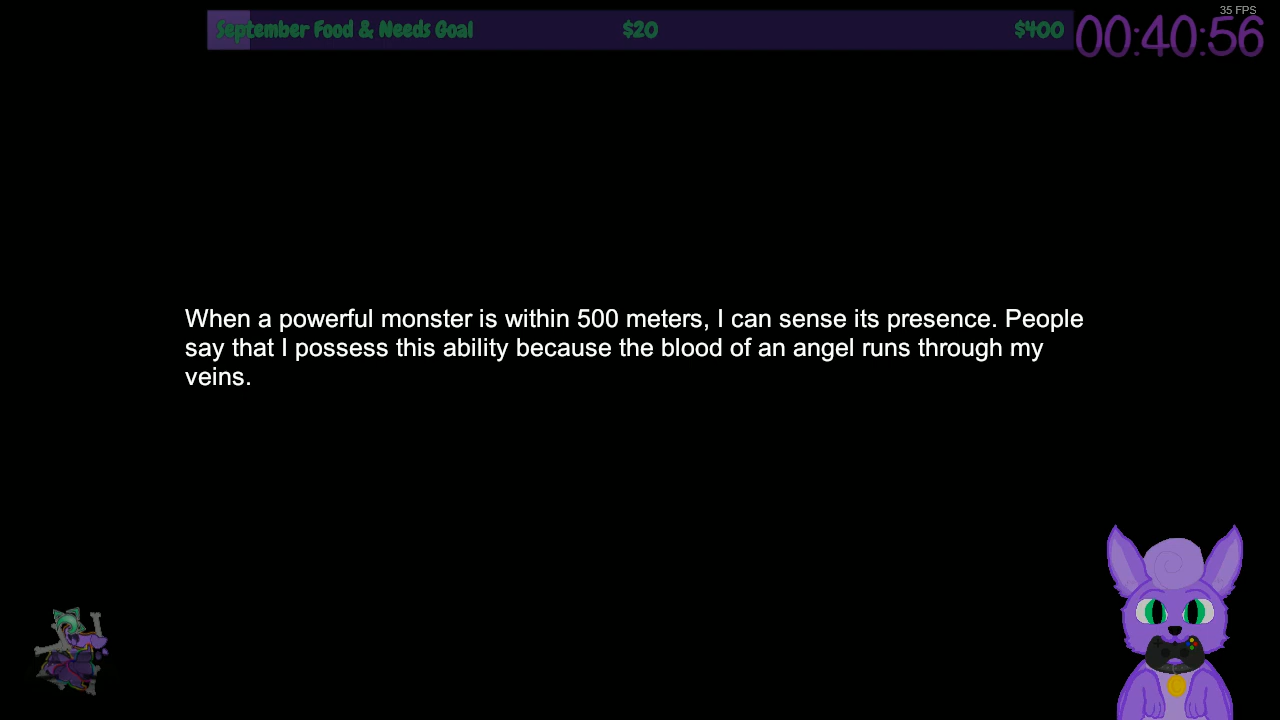 35 FPS
September Food & Needs Goal $20 $400
00:40:56
When a powerful monster is within 500 meters, I can sense its presence. People
say that I possess this ability because the blood of an angel runs through my
veins.